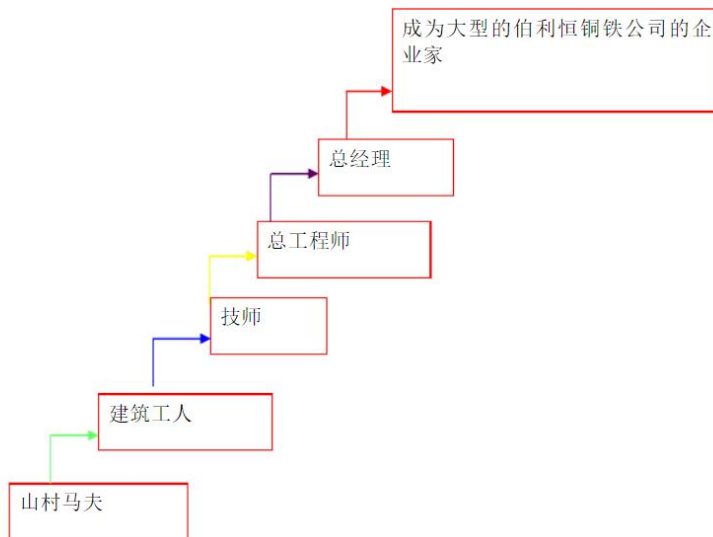 成为大型的伯利恒铜铁公司的企
业家
总经理
总工程师
技师
建筑工人
山村马夫